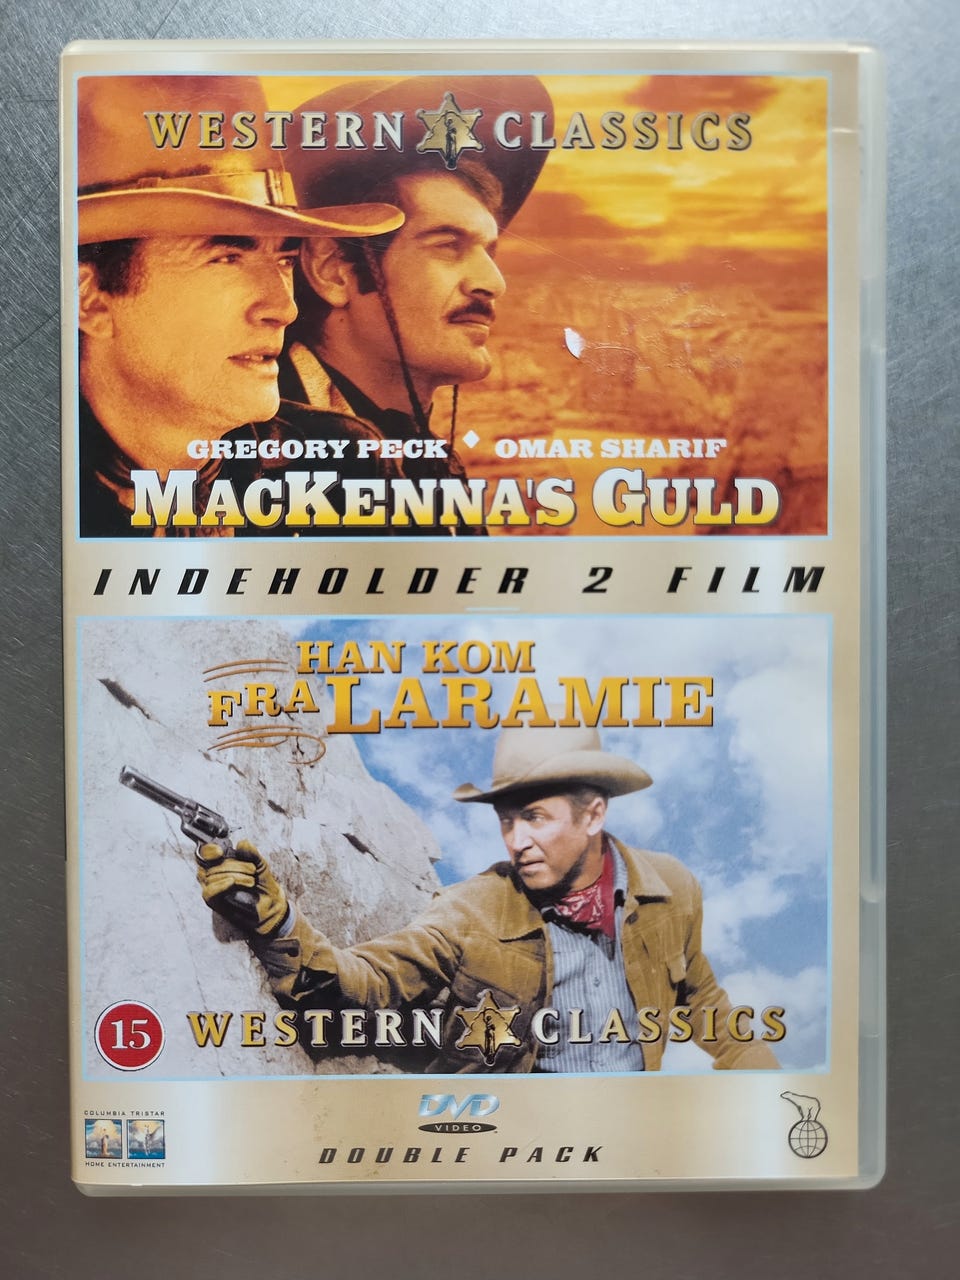 WESTERN CLASSICS
GREGORY PECK ◆ OMAR SHARIF
MACKENNA'S GULD
INDEHOLDER 2 FILM
HAN KOM
FRA LARAMIE
15
WESTERN CLASSICS
COLUMBIA TRISTAR
HOME ENTERTAINMENT
DVD
VIDEO
DOUBLE PACK